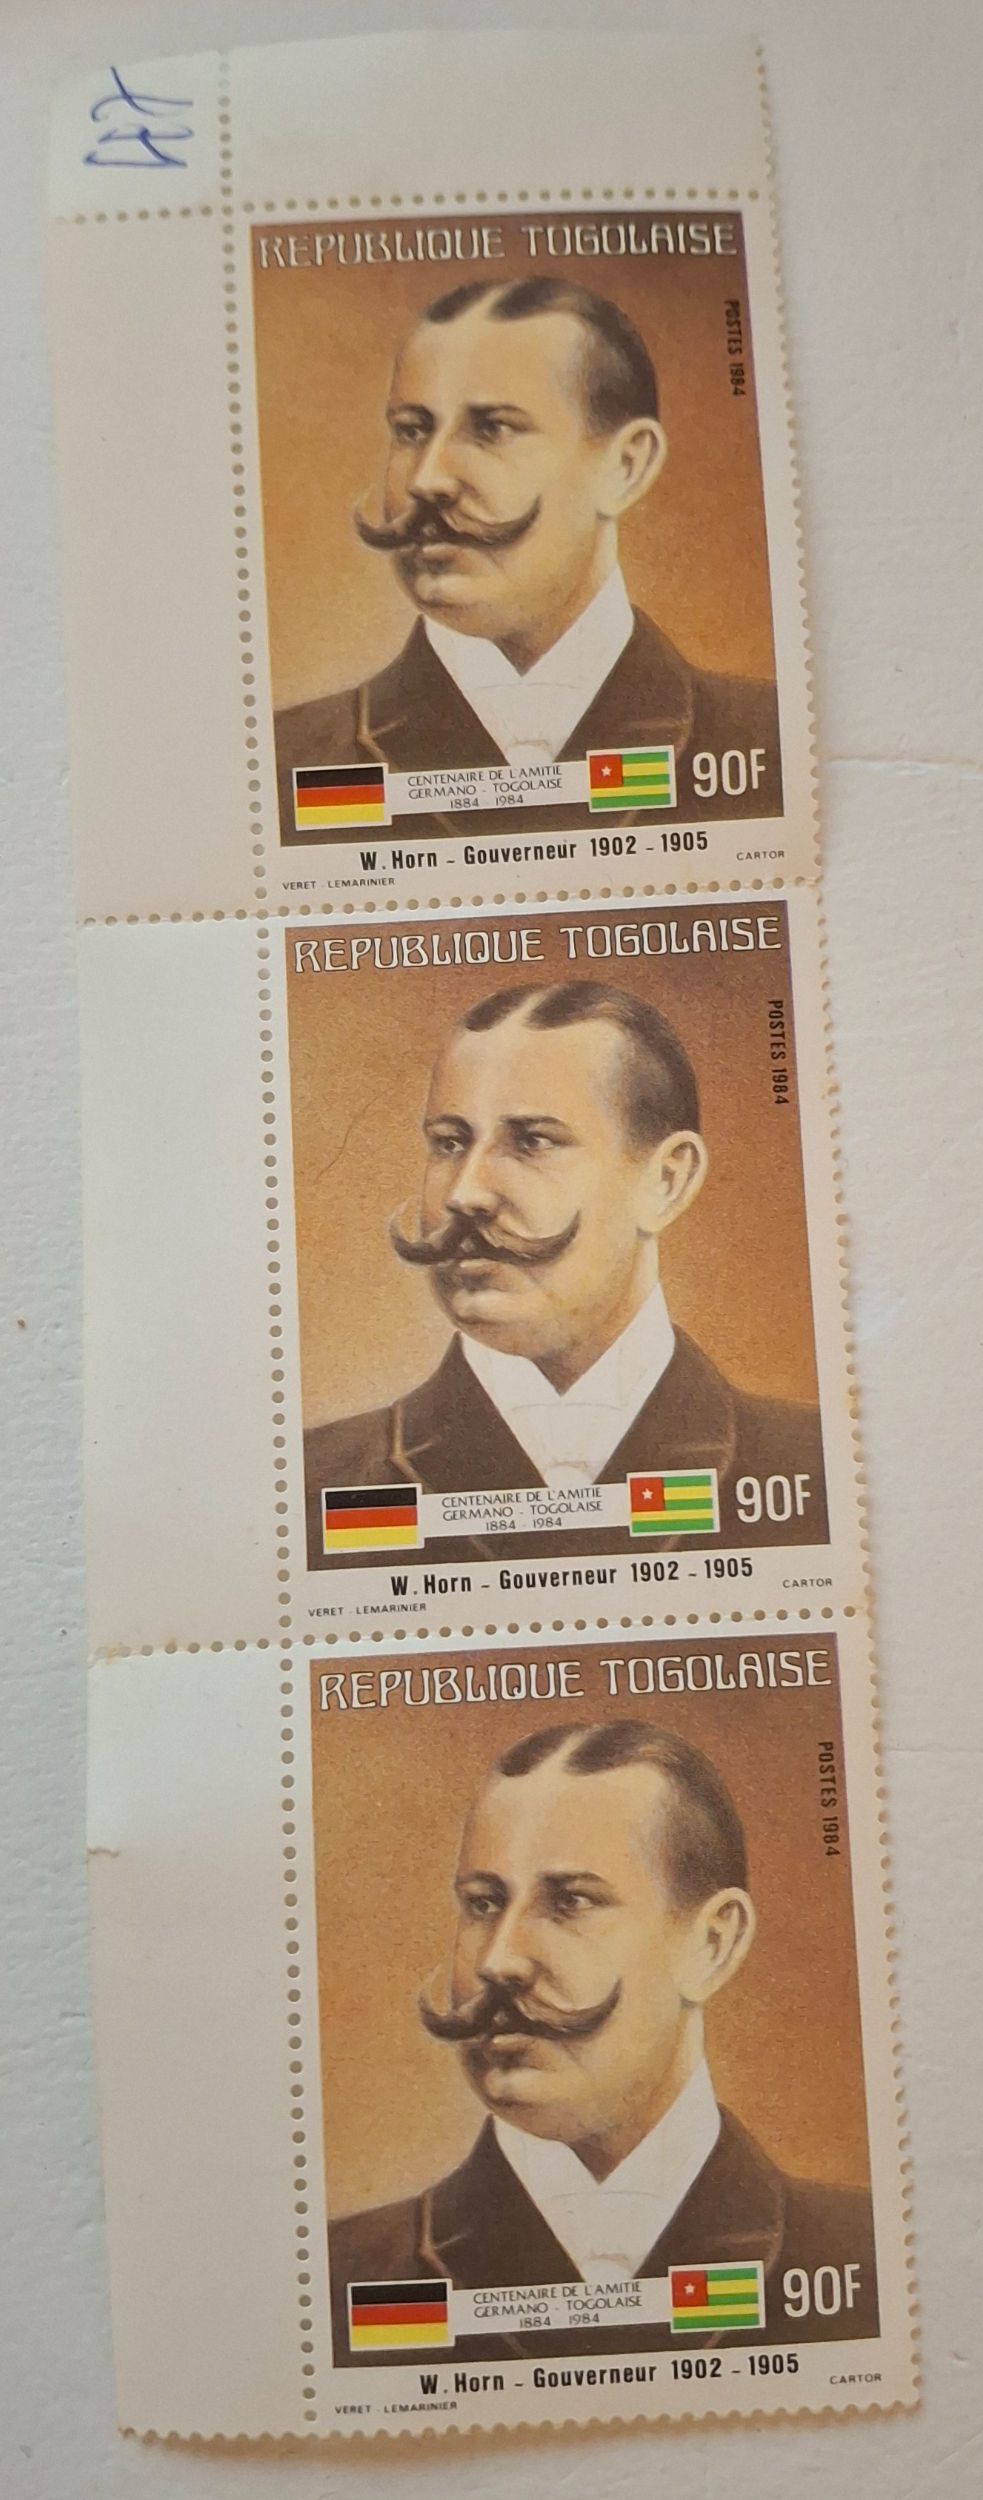 REPUBLIQUE TOGOLAISE
POSTES 1984
CENTENAIRE DE L'AMITIE
GERMANO - TOGOLAISE
1884 1984
90F
W. Horn - Gouverneur 1902 - 1905
VERET - LEMARINIER
CARTOR
REPUBLIQUE TOGOLAISE
POSTES 1984
CENTENAIRE DE L'AMITIE
GERMANO - TOGOLAISE
1884 - 1984
90F
W. Horn - Gouverneur 1902 - 1905
VERET - LEMARINIER
CARTOR
REPUBLIQUE TOGOLAISE
POSTES 1984
CENTENAIRE DE L'AMITIE
GERMANO - TOGOLAISE
1884 1984
90F
W. Horn - Gouverneur 1902 - 1905
VERET - LEMARINIER
CARTOR